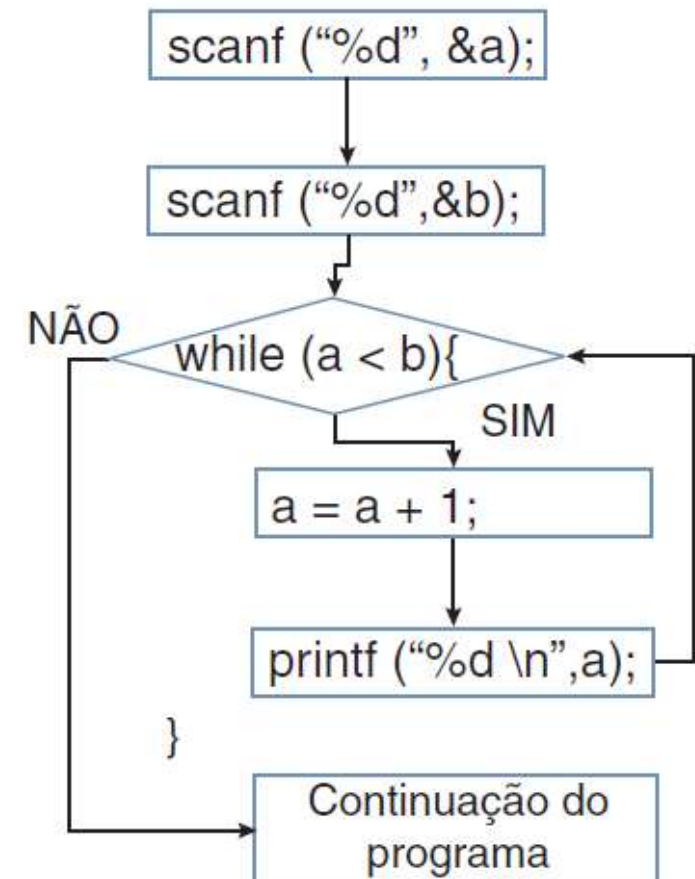 scanf (“%d”, &a);
scanf (“%d”,&b);
NÃO
while (a < b){
SIM
a = a + 1;
printf (“%d \n”,a);
}
Continuação do
programa